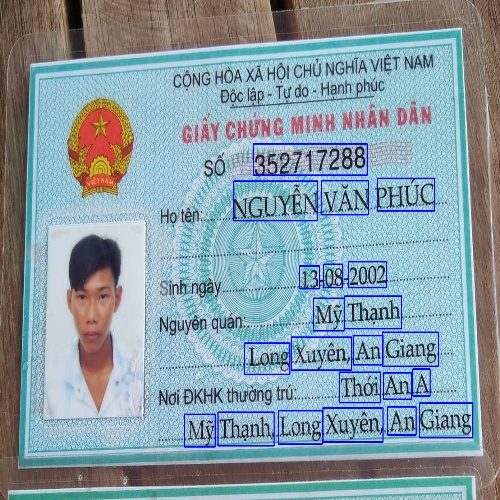 CỘNG HÒA XÃ HỘI CHỦ NGHĨA VIỆT NAM
Độc lập - Tự do - Hạnh phúc
GIẤY CHỨNG MINH NHÂN DÂN
SỐ 352717288
Họ tên: NGUYỄN VĂN PHÚC
Sinh ngày 13-08-2002
Nguyên quán: Mỹ Thạnh
Long Xuyên, An Giang
Nơi ĐKHK thường trú: Thới An A
Mỹ Thạnh Long Xuyên, An Giang
VIỆT NAM